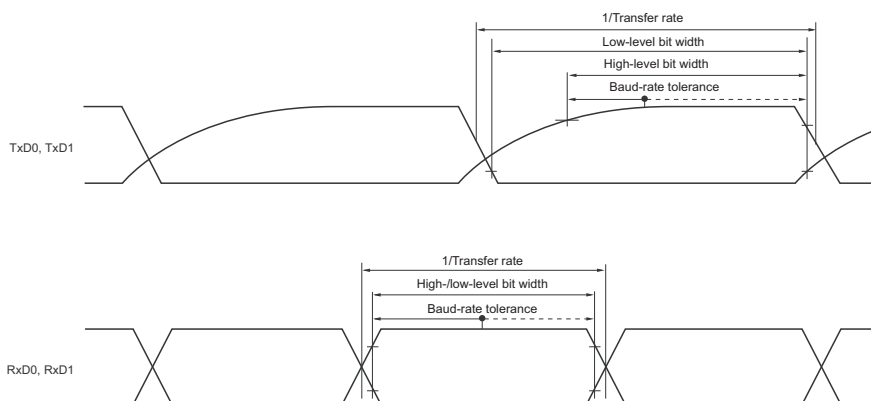 1/Transfer rate
Low-level bit width
High-level bit width
Baud-rate tolerance
TxD0, TxD1
1/Transfer rate
High-/low-level bit width
Baud-rate tolerance
RxD0, RxD1